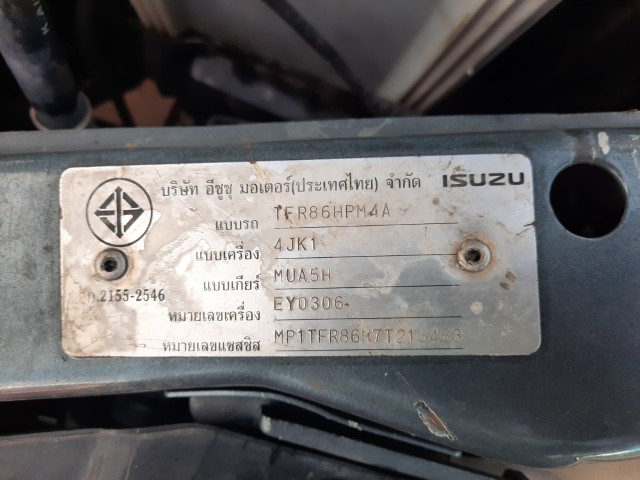 บริษัท อีซูซุ มอเตอร์(ประเทศไทย) จำกัด ISUZU
แบบรถ TFR86HPM4A
แบบเครื่อง 4JK1
แบบเกียร์ MUA5H
2155-2546
หมายเลขเครื่อง EY0306
หมายเลขแชสซิส